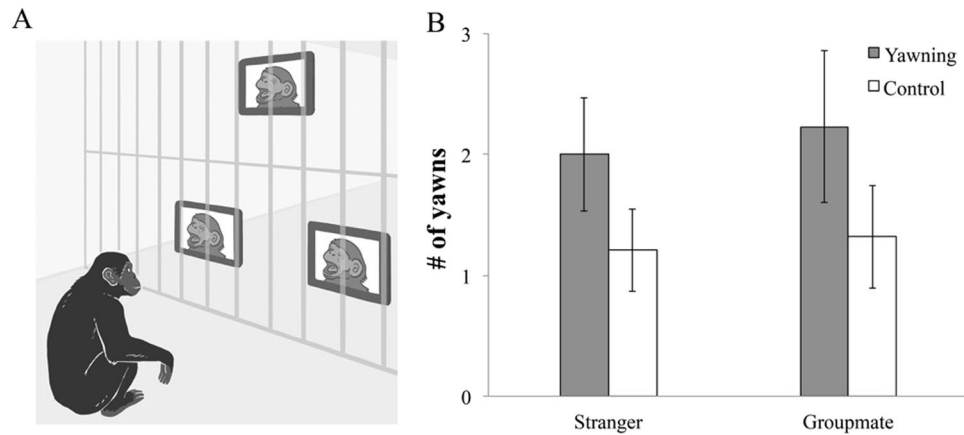 A
B
3
Yawning
Control
2
# of yawns
1
0
Stranger Groupmate